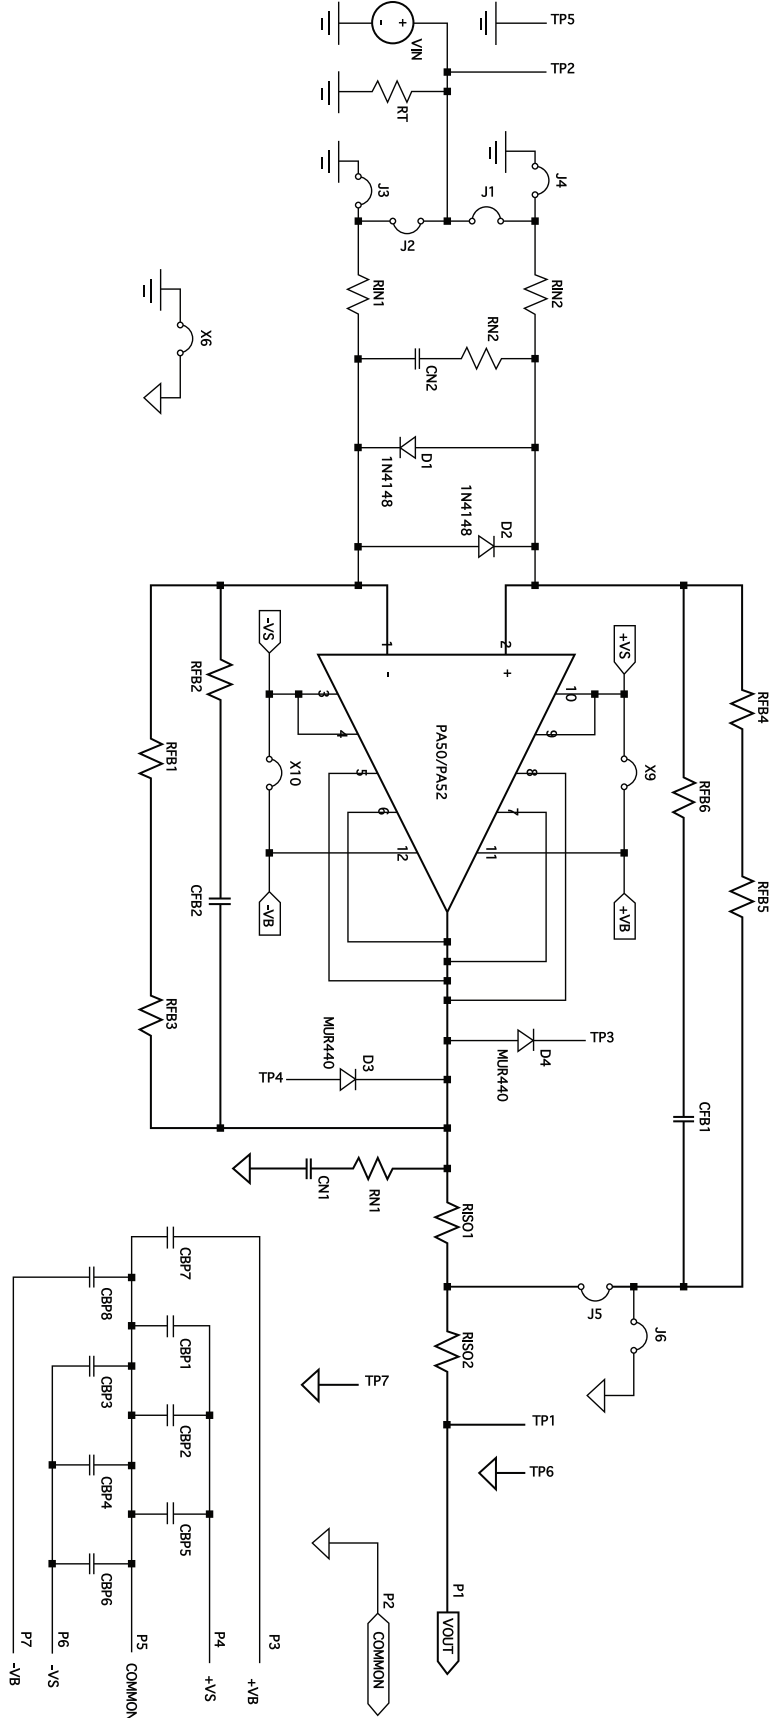 TP5
VIN
+
-
TP2
RT
J3
J4
J1
J2
RIN1
RIN2
X6
RN2
CN2
D1
1N4148
1N4148
D2
-VS
+VS
1
2
-
+
RFB2
RFB4
3
10
RFB1
4
9
PA50/PA52
X10
X9
5
8
RFB6
6
7
12
11
CFB2
RFB5
-VB
+VB
RFB3
MUR440
D3
TP4
TP3
D4
MUR440
CFB1
CN1
RN1
RISO1
CBP7
CBP8
J5
J6
CBP1
RISO2
CBP3
TP7
TP1
CBP2
CBP4
TP6
CBP5
CBP6
P1
VOUT
P2
COMMON
P7
-VB
P6
-VS
P5
COMMON
P4
+VS
P3
+VB